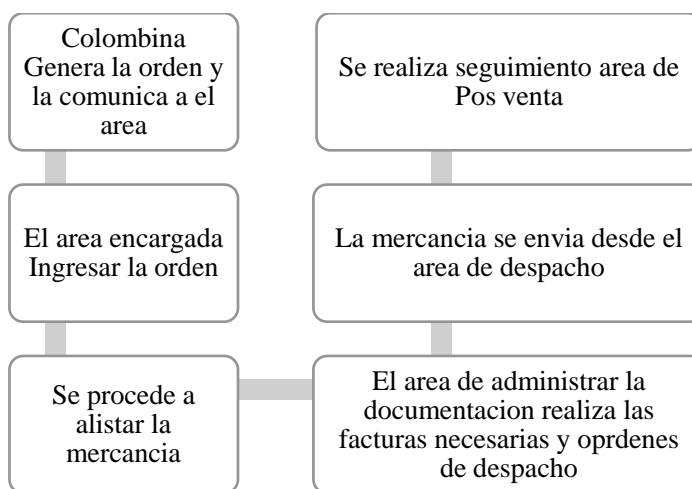 Colombina
Genera la orden y
la comunica a el
area
El area encargada
Ingresar la orden
Se procede a
alistar la
mercancia
El area de administrar la
documentacion realiza las
facturas necesarias y oprdenes
de despacho
La mercancia se envia desde el
area de despacho
Se realiza seguimiento area de
Pos venta